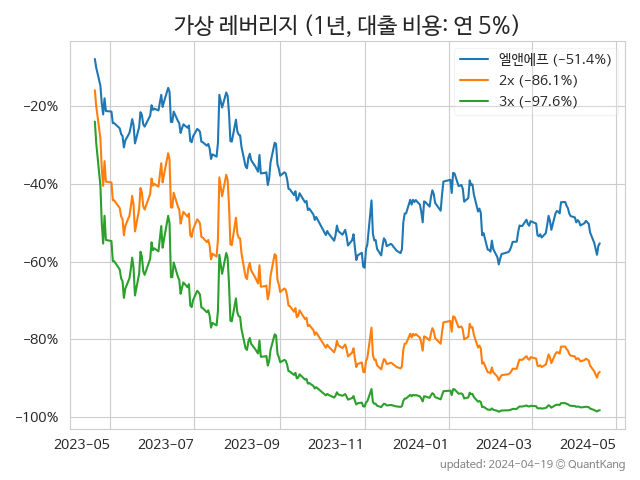 가상 레버리지 (1년, 대출 비용: 연 5%)
엘앤에프 (−51.4%)
2x (−86.1%)
3x (−97.6%)
−20%
−40%
−60%
−80%
−100%
2023-05 2023-07 2023-09 2023-11 2024-01 2024-03 2024-05
updated: 2024-04-19 © QuantKang